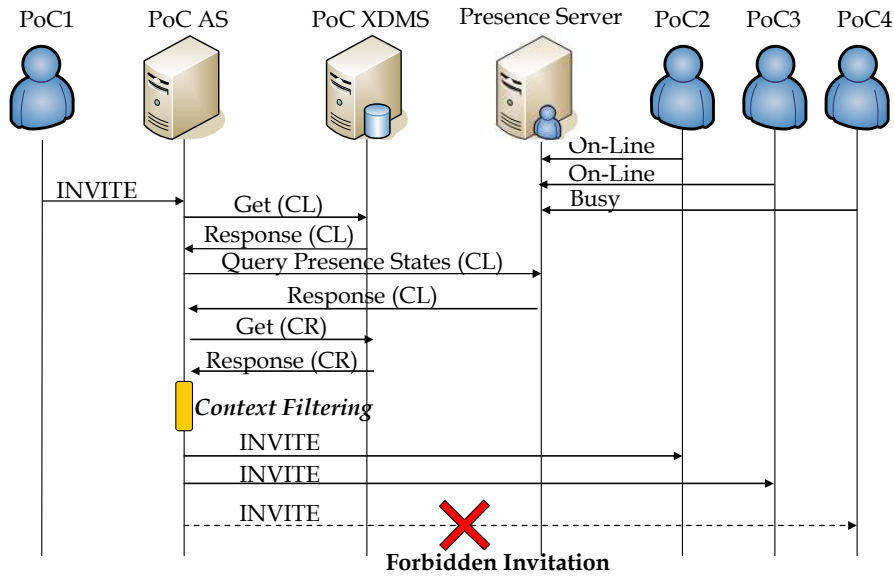 PoC1
PoC AS
PoC XDMS
Presence Server
PoC2
PoC3
PoC4
On-Line
On-Line
INVITE
Busy
Get (CL)
Response (CL)
Query Presence States (CL)
Response (CL)
Get (CR)
Response (CR)
Context Filtering
INVITE
INVITE
INVITE
Forbidden Invitation